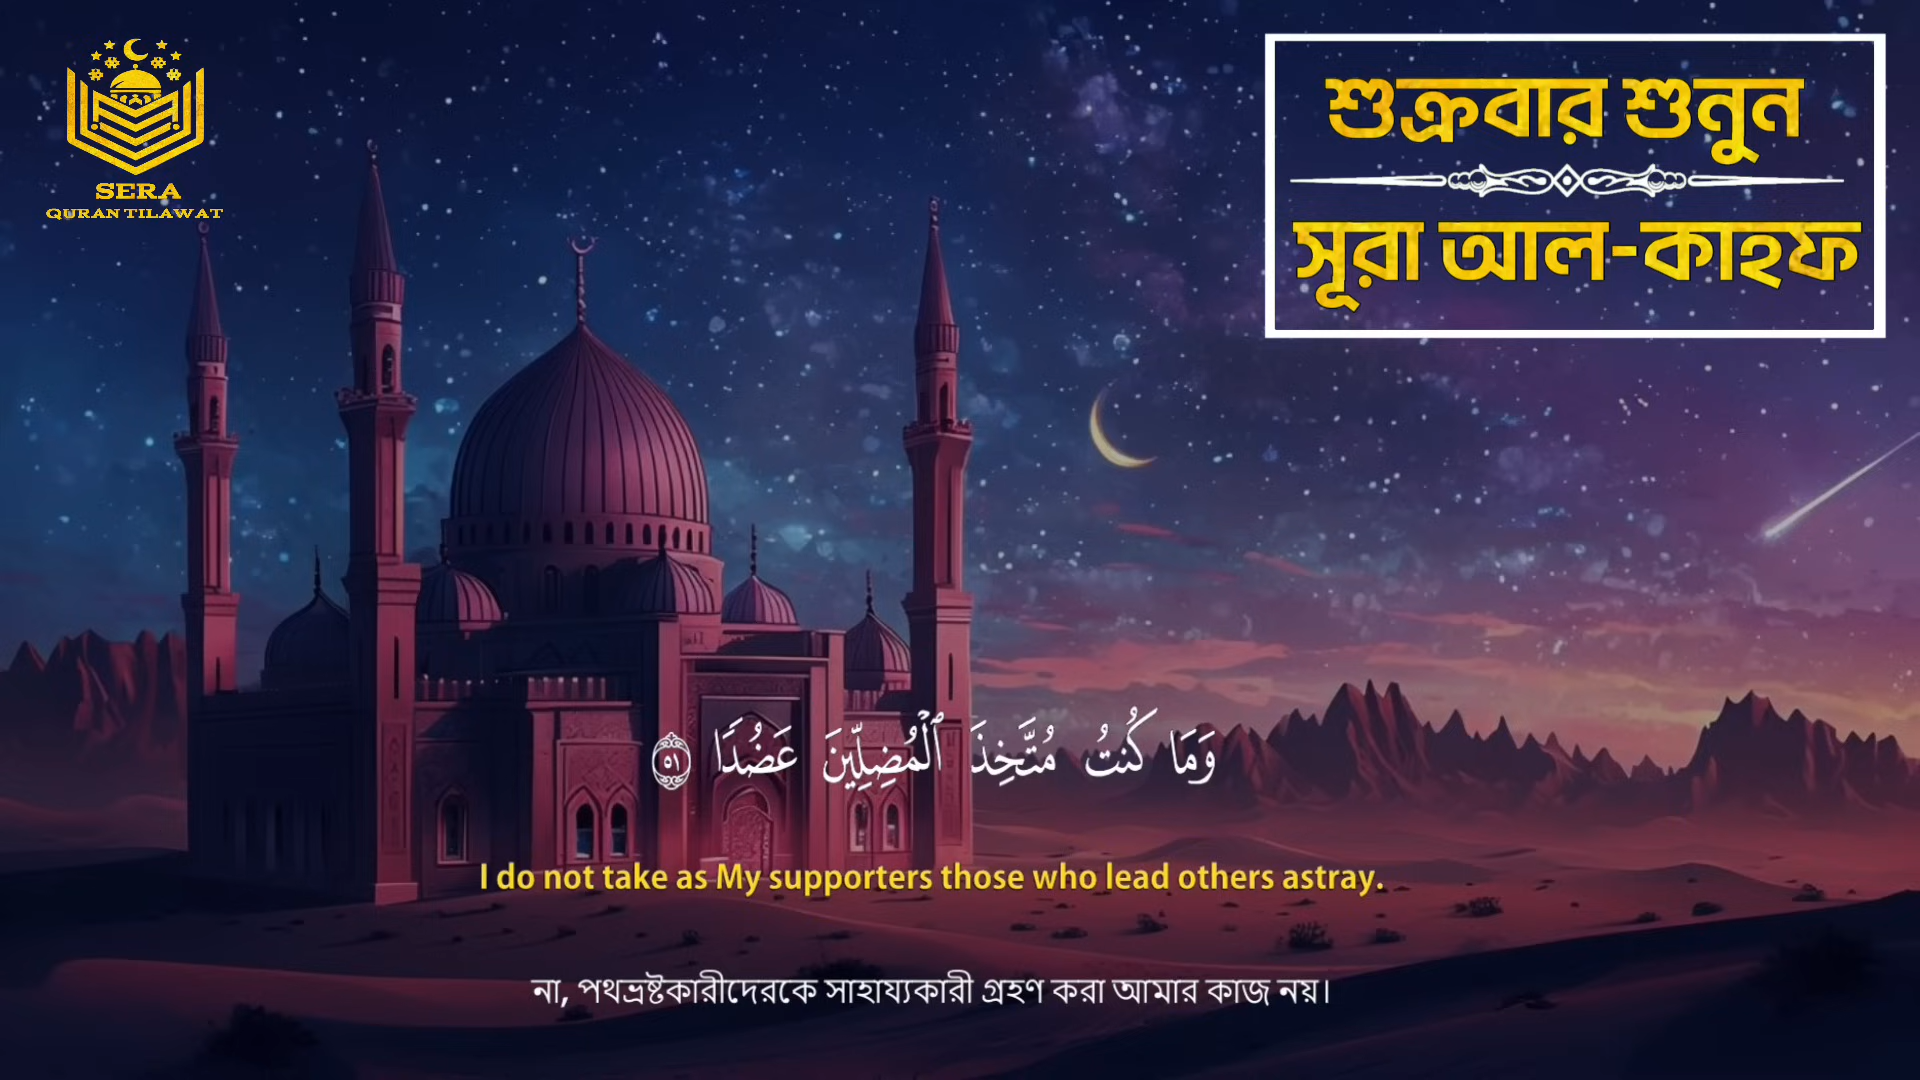 SERA
QURAN TILAWAT
শুক্রবার শুনুন
সূরা আল-কাহফ
وَمَا كُنتُ مُتَّخِذَ ٱلْمُضِلِّينَ عَضُدًا ۝٥١
I do not take as My supporters those who lead others astray.
না, পথভ্রষ্টকারীদেরকে সাহায্যকারী গ্রহণ করা আমার কাজ নয়।